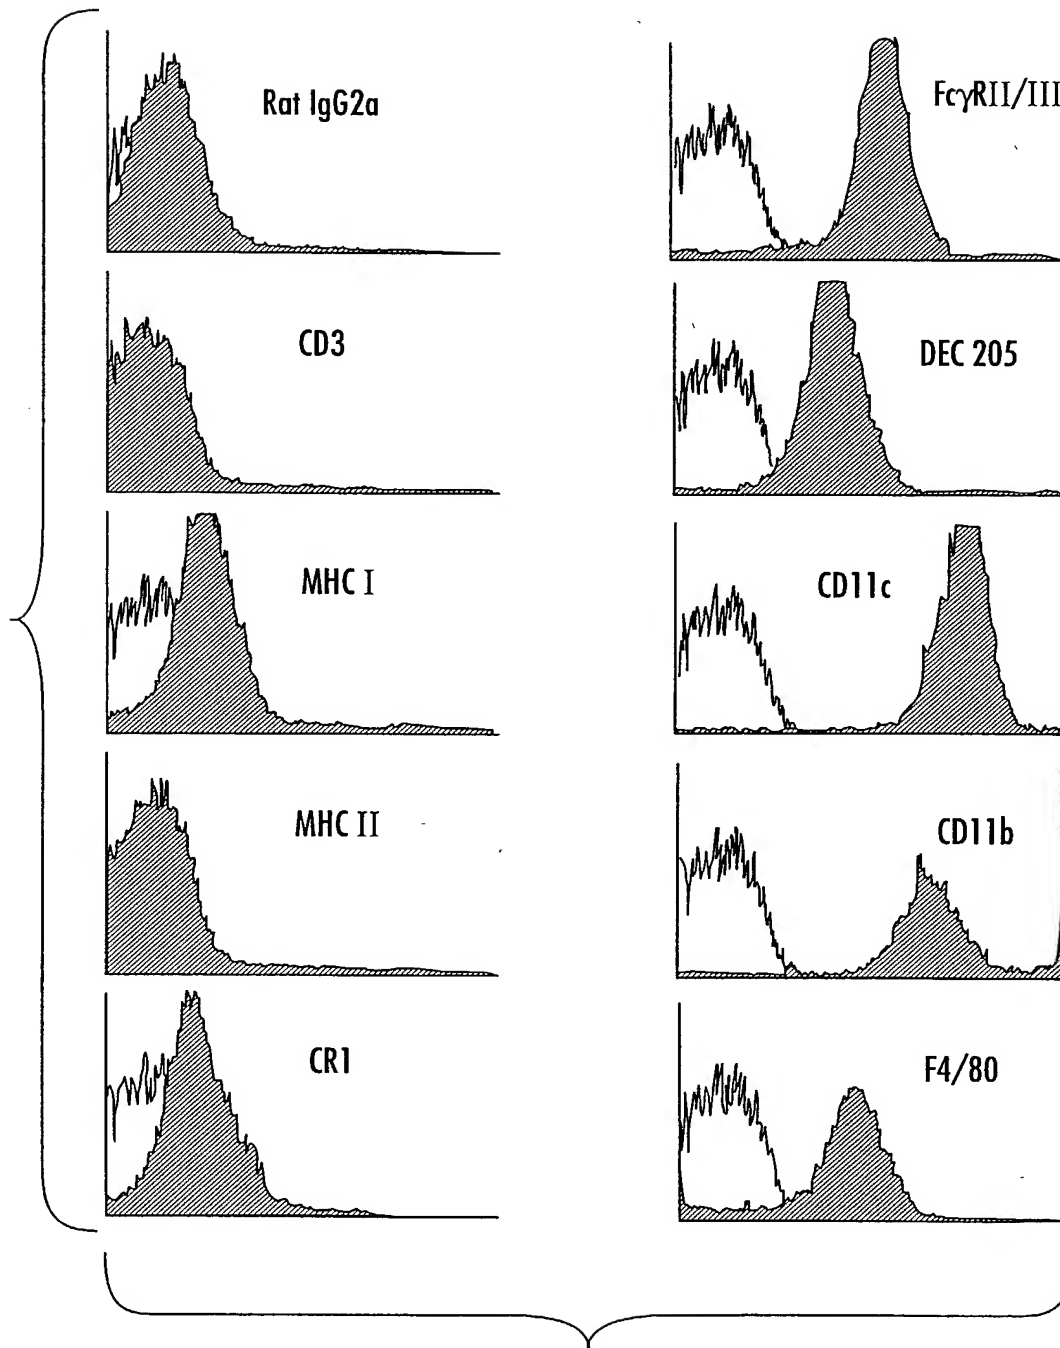 Rat IgG2a
CD3
MHC I
MHC II
CR1
FcγRII/III
DEC 205
CD11c
CD11b
F4/80